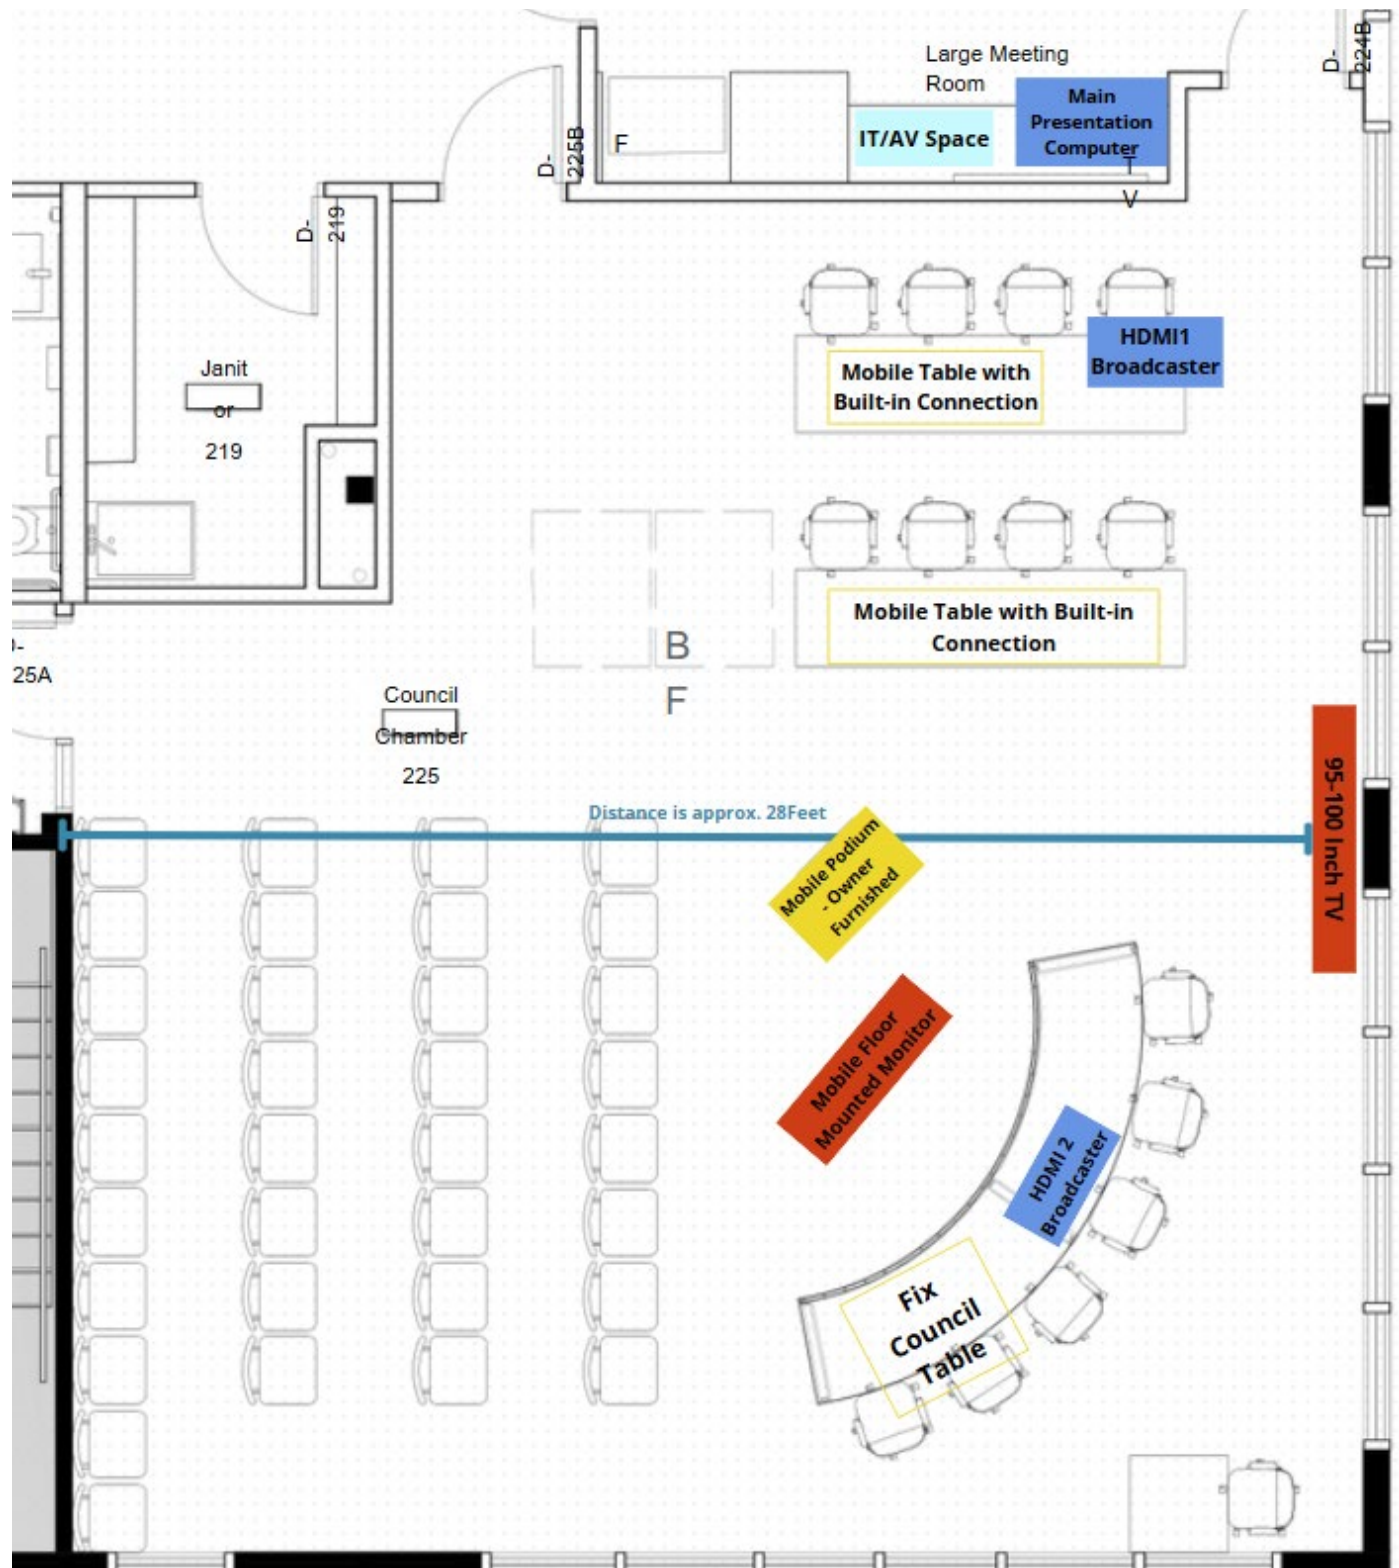 Large Meeting
Room
D-
224B
Main
Presentation
Computer
IT/AV Space
T
V
F
D-
225B
D-
219
HDMI1
Broadcaster
Mobile Table with
Built-in Connection
Janit
or
219
Mobile Table with Built-in
Connection
B
F
25A
Council
Chamber
225
95-100 Inch TV
Distance is approx. 28Feet
Mobile Podium
- Owner
Furnished
Mobile Floor
Mounted Monitor
HDMI 2
Broadcaster
Fix
Council
Table